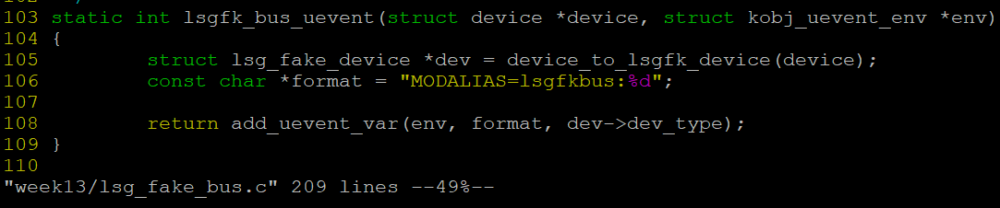 103 static int lsgfk_bus_uevent(struct device *device, struct kobj_uevent_env *env)
104 {
105         struct lsg_fake_device *dev = device_to_lsgfk_device(device);
106         const char *format = "MODALIAS=lsgfkbus:%d";
107
108         return add_uevent_var(env, format, dev->dev_type);
109 }
110
"week13/lsg_fake_bus.c" 209 lines --49%--